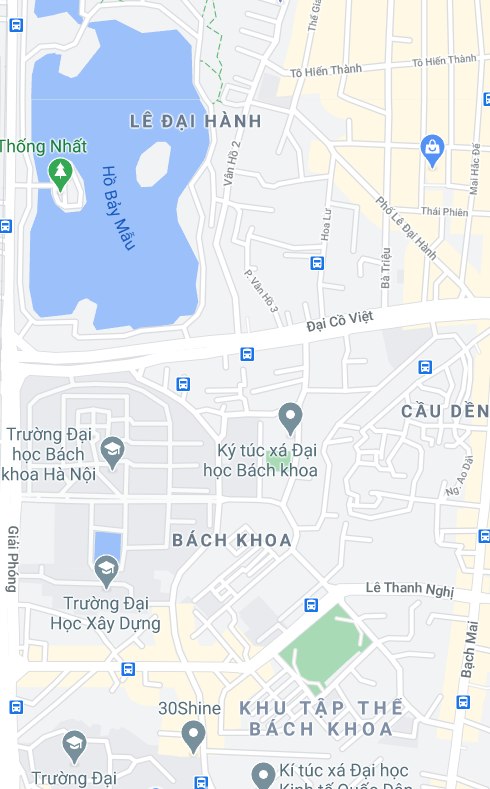 Thể Gia
Tô Hiến Thành
Tô Hiến Thành
LÊ ĐẠI HÀNH
Thống Nhất
Vân Hồ 2
Mai Hắc Đế
Hồ Bảy Mẫu
Hoa Lư
Phố Lê Đại Hành
Thái Phiên
Bà Triệu
P. Vân Hồ 3
Đại Cồ Việt
CẦU DỀN
Trường Đại
học Bách
khoa Hà Nội
Ký túc xá Đại
học Bách khoa
Ng. Ao Dài
Giải Phóng
BÁCH KHOA
Lê Thanh Nghị
Trường Đại
Học Xây Dựng
Bạch Mai
30Shine
KHU TẬP THỂ
BÁCH KHOA
Trường Đại
Kí túc xá Đại học
Kinh tế Quốc Dân